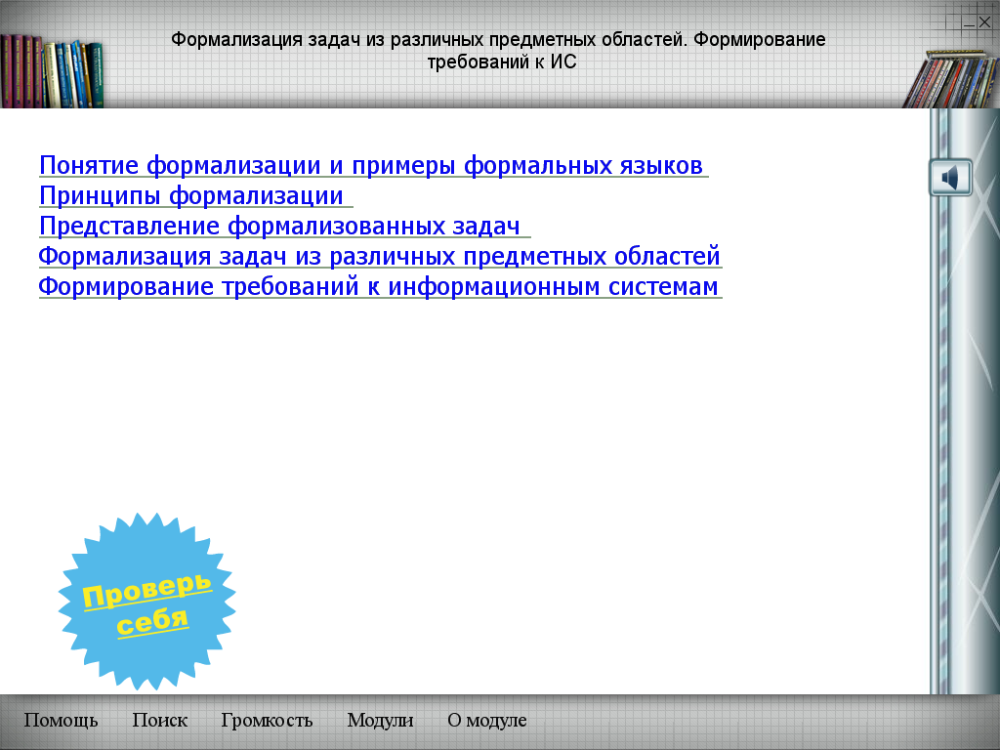 Формализация задач из различных предметных областей. Формирование
требований к ИС
Понятие формализации и примеры формальных языков
Принципы формализации
Представление формализованных задач
Формализация задач из различных предметных областей
Формирование требований к информационным системам
Проверь
себя
Помощь Поиск Громкость Модули О модуле